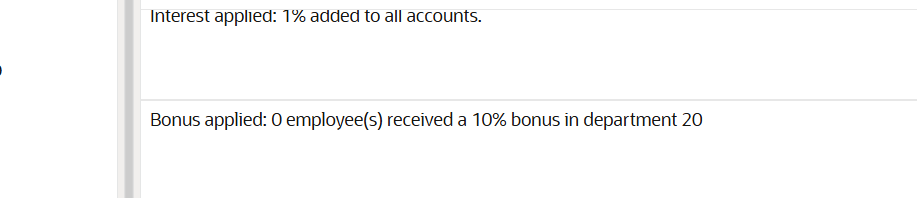 Interest applied: 1% added to all accounts.
Bonus applied: 0 employee(s) received a 10% bonus in department 20